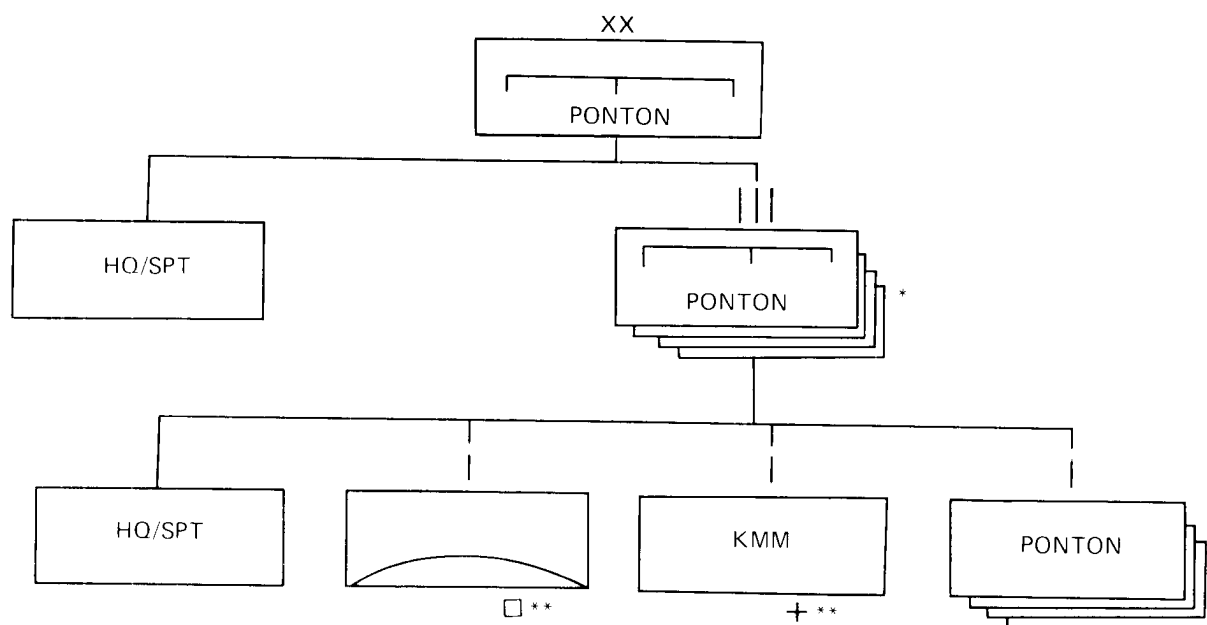 XX
PONTON
HQ/SPT
PONTON
*
HQ/SPT
KMM
PONTON
**
**